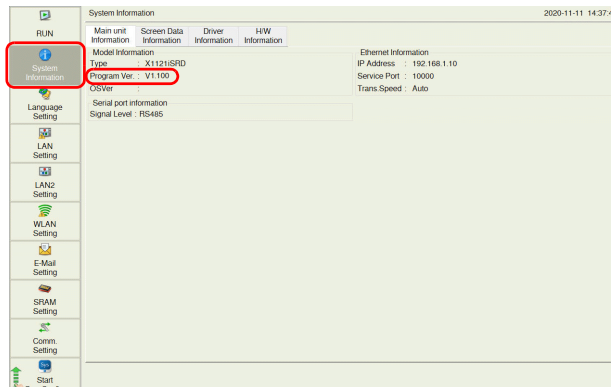 System Information
2020-11-11 14:37:4
RUN
System
Information
Language
Setting
LAN
Setting
LAN2
Setting
WLAN
Setting
E-Mail
Setting
SRAM
Setting
Comm.
Setting
Start
Main unit
Information
Screen Data
Information
Driver
Information
H/W
Information
Model Information
Type : X1121iSRD
Program Ver. : V1.100
OSVer :
Serial port information
Signal Level : RS485
Ethernet Information
IP Address : 192.168.1.10
Service Port : 10000
Trans.Speed : Auto